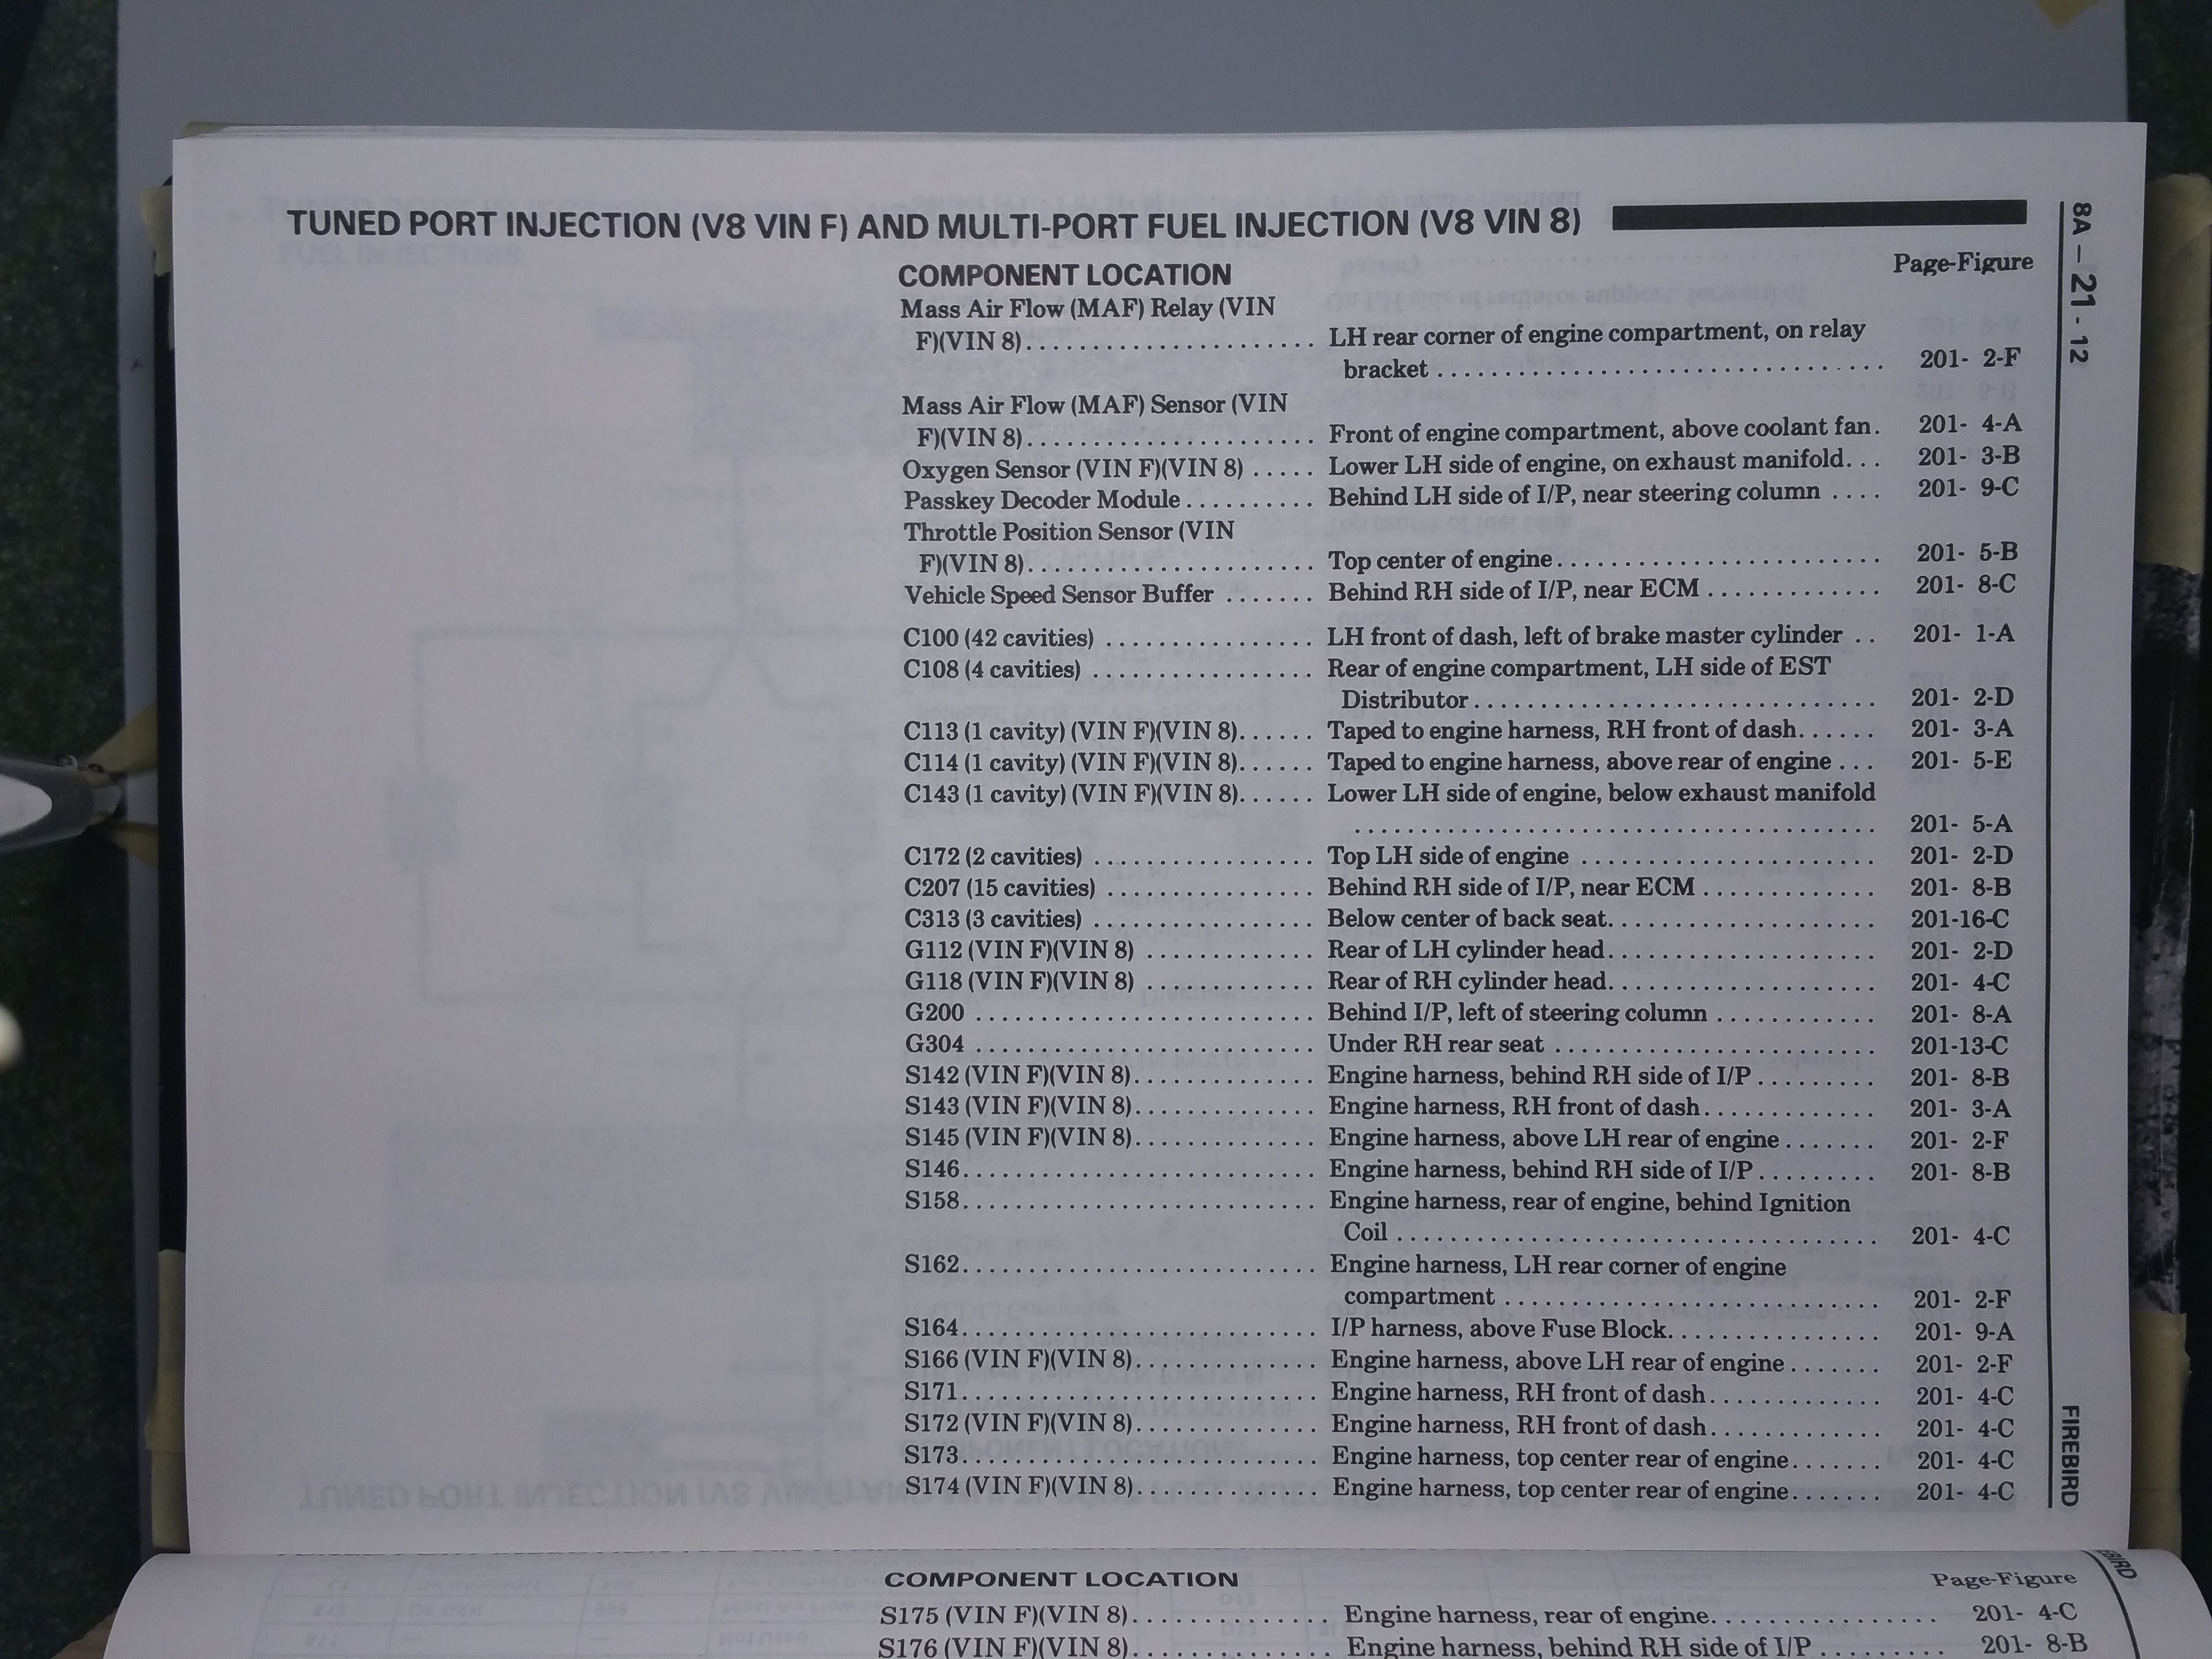 TUNED PORT INJECTION (V8 VIN F) AND MULTI-PORT FUEL INJECTION (V8 VIN 8)
8A - 21 - 12
COMPONENT LOCATION Page-Figure
Mass Air Flow (MAF) Relay (VIN
F)(VIN 8)...................... LH rear corner of engine compartment, on relay
bracket ................................. 201- 2-F
Mass Air Flow (MAF) Sensor (VIN
F)(VIN 8)...................... Front of engine compartment, above coolant fan. 201- 4-A
Oxygen Sensor (VIN F)(VIN 8) ..... Lower LH side of engine, on exhaust manifold... 201- 3-B
Passkey Decoder Module.......... Behind LH side of I/P, near steering column .... 201- 9-C
Throttle Position Sensor (VIN
F)(VIN 8)...................... Top center of engine........................ 201- 5-B
Vehicle Speed Sensor Buffer ....... Behind RH side of I/P, near ECM ............. 201- 8-C
C100 (42 cavities) ................ LH front of dash, left of brake master cylinder .. 201- 1-A
C108 (4 cavities) ................. Rear of engine compartment, LH side of EST
Distributor.............................. 201- 2-D
C113 (1 cavity) (VIN F)(VIN 8)...... Taped to engine harness, RH front of dash...... 201- 3-A
C114 (1 cavity) (VIN F)(VIN 8)...... Taped to engine harness, above rear of engine ... 201- 5-E
C143 (1 cavity) (VIN F)(VIN 8)...... Lower LH side of engine, below exhaust manifold
....................................... 201- 5-A
C172 (2 cavities) ................. Top LH side of engine ...................... 201- 2-D
C207 (15 cavities) ................ Behind RH side of I/P, near ECM ............. 201- 8-B
C313 (3 cavities) ................. Below center of back seat.................... 201-16-C
G112 (VIN F)(VIN 8) ............. Rear of LH cylinder head.................... 201- 2-D
G118 (VIN F)(VIN 8) ............. Rear of RH cylinder head.................... 201- 4-C
G200 ......................... Behind I/P, left of steering column ............ 201- 8-A
G304 ......................... Under RH rear seat ........................ 201-13-C
S142 (VIN F)(VIN 8).............. Engine harness, behind RH side of I/P......... 201- 8-B
S143 (VIN F)(VIN 8).............. Engine harness, RH front of dash............. 201- 3-A
S145 (VIN F)(VIN 8).............. Engine harness, above LH rear of engine ....... 201- 2-F
S146.......................... Engine harness, behind RH side of I/P......... 201- 8-B
S158.......................... Engine harness, rear of engine, behind Ignition
Coil .................................... 201- 4-C
S162.......................... Engine harness, LH rear corner of engine
compartment ............................ 201- 2-F
S164.......................... I/P harness, above Fuse Block................ 201- 9-A
S166 (VIN F)(VIN 8).............. Engine harness, above LH rear of engine ....... 201- 2-F
S171.......................... Engine harness, RH front of dash............. 201- 4-C
S172 (VIN F)(VIN 8).............. Engine harness, RH front of dash............. 201- 4-C
S173.......................... Engine harness, top center rear of engine....... 201- 4-C
S174 (VIN F)(VIN 8).............. Engine harness, top center rear of engine....... 201- 4-C
FIREBIRD
COMPONENT LOCATION Page-Figure
S175 (VIN F)(VIN 8).............. Engine harness, rear of engine................. 201- 4-C
S176 (VIN F)(VIN 8).............. Engine harness, behind RH side of I/P ......... 201- 8-B